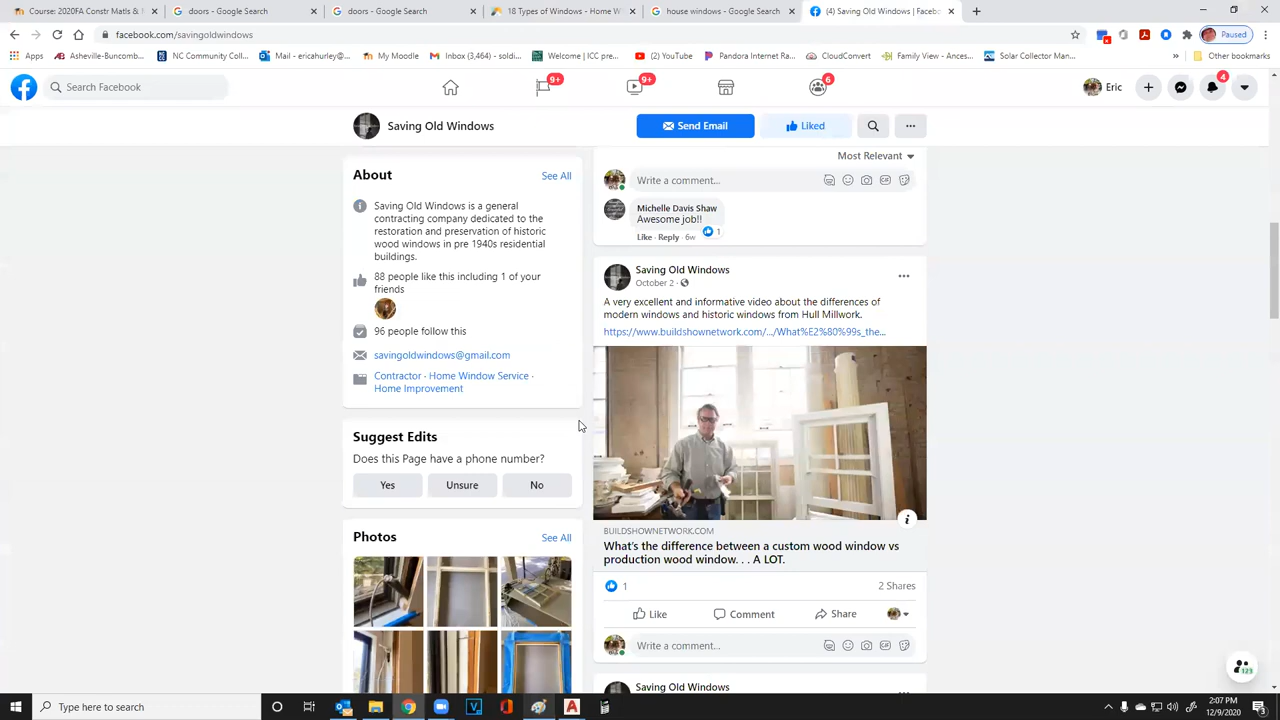 Course: 2020FA Constr Matls & T
doors - Google Search
doors - Google Search
18 Types of Windows - Home W
house windows - Google Search
(4) Saving Old Windows | Facebo
facebook.com/savingoldwindows
Paused
Apps
Asheville-Buncomb...
NC Community Coll...
Mail - ericahurley@...
My Moodle
Inbox (3,464) - soldi...
Welcome | ICC pre...
(2) YouTube
Pandora Internet Ra...
CloudConvert
Family View - Ances...
Solar Collector Man...
»
Other bookmarks
Search Facebook
9+
9+
6
Eric
4
Saving Old Windows
Send Email
Liked
About
See All
Saving Old Windows is a general
contracting company dedicated to the
restoration and preservation of historic
wood windows in pre 1940s residential
buildings.
88 people like this including 1 of your
friends
96 people follow this
savingoldwindows@gmail.com
Contractor · Home Window Service ·
Home Improvement
Suggest Edits
Does this Page have a phone number?
Yes
Unsure
No
Photos
See All
Most Relevant
Write a comment...
Michelle Davis Shaw
Awesome job!!
1
Like · Reply · 6w
Saving Old Windows
October 2 ·
A very excellent and informative video about the differences of
modern windows and historic windows from Hull Millwork.
https://www.buildshownetwork.com/.../What%E2%80%99s_the...
BUILDSHOWNETWORK.COM
What's the difference between a custom wood window vs
production wood window. . . A LOT.
1
2 Shares
Like
Comment
Share
Write a comment...
Saving Old Windows
123
Type here to search
2:07 PM
12/9/2020